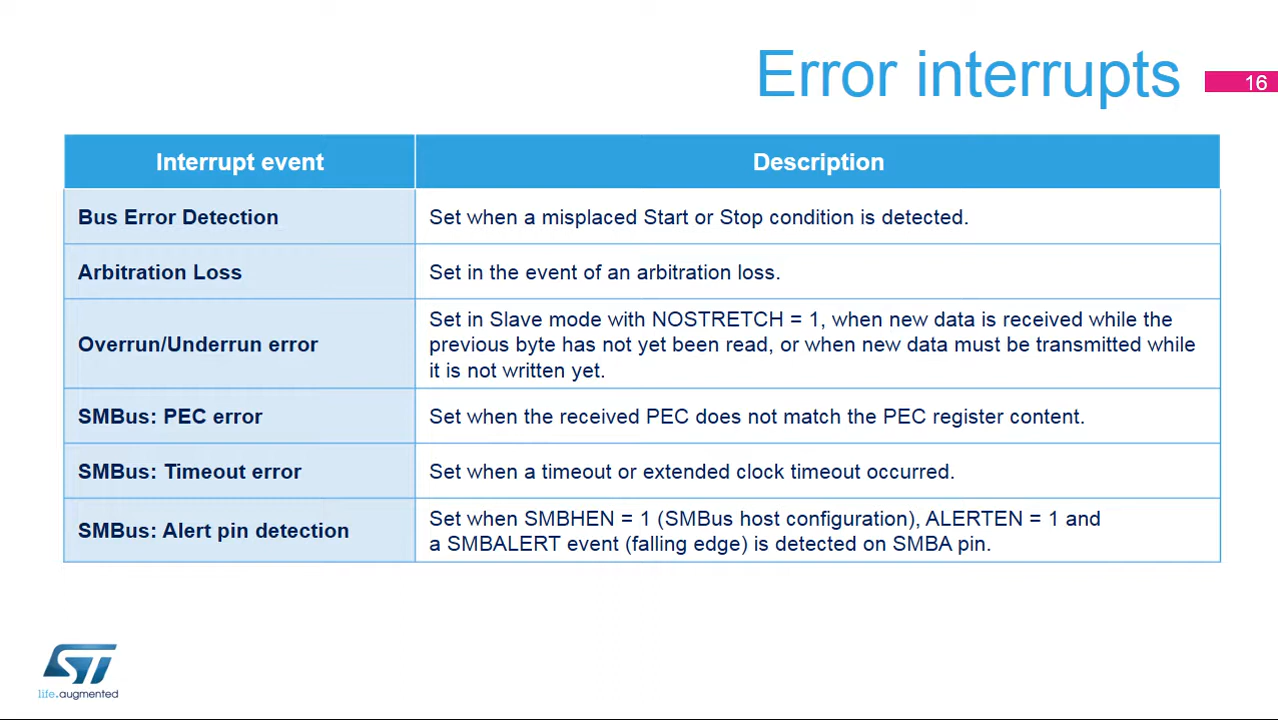 Error interrupts
16
Interrupt event
Description
Bus Error Detection
Set when a misplaced Start or Stop condition is detected.
Arbitration Loss
Set in the event of an arbitration loss.
Overrun/Underrun error
Set in Slave mode with NOSTRETCH = 1, when new data is received while the
previous byte has not yet been read, or when new data must be transmitted while
it is not written yet.
SMBus: PEC error
Set when the received PEC does not match the PEC register content.
SMBus: Timeout error
Set when a timeout or extended clock timeout occurred.
SMBus: Alert pin detection
Set when SMBHEN = 1 (SMBus host configuration), ALERTEN = 1 and
a SMBALERT event (falling edge) is detected on SMBA pin.
ST
life.augmented